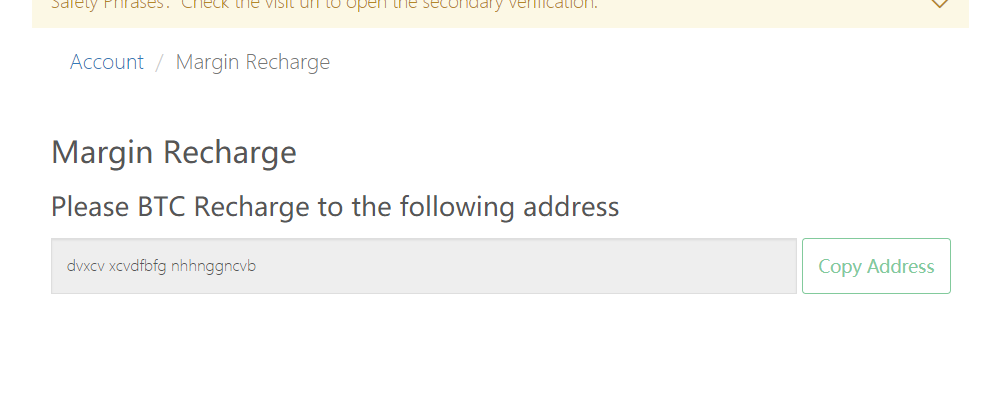 Safety Phrases：Check the visit url to open the secondary verification.
Account / Margin Recharge
Margin Recharge
Please BTC Recharge to the following address
dvxcv xcvdfbfg nhhnggncvb Copy Address